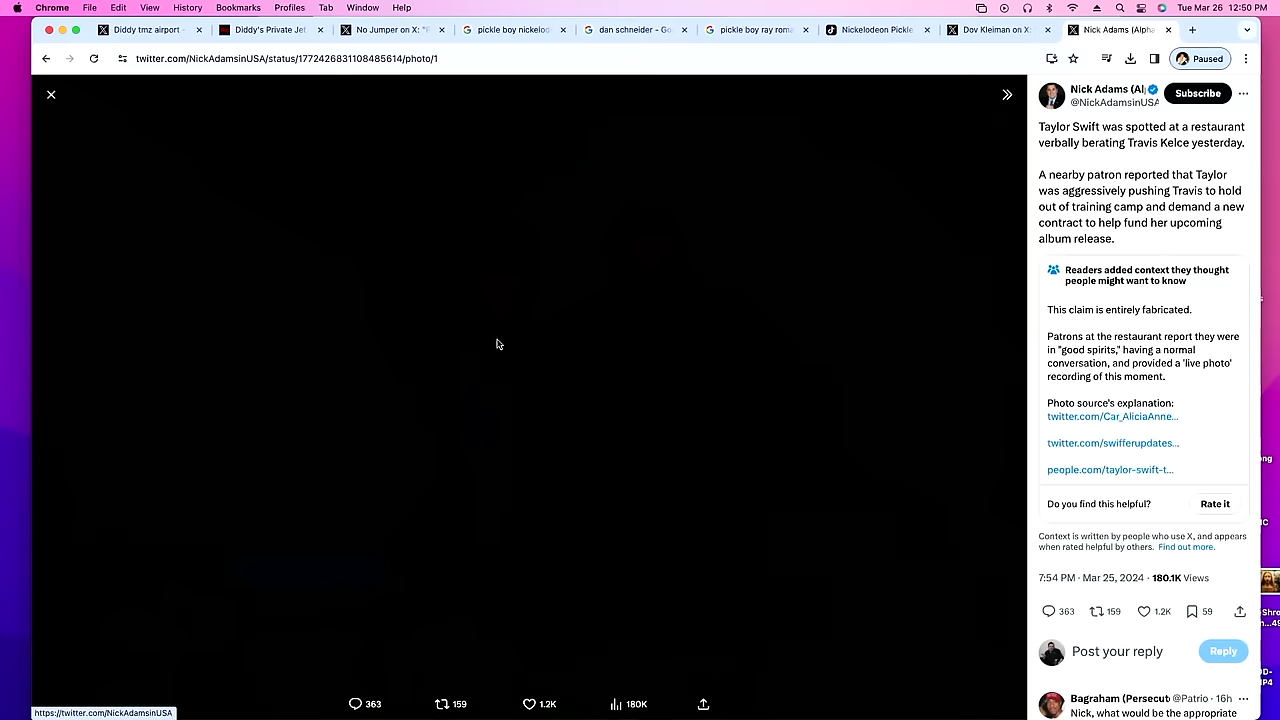 Chrome File Edit View History Bookmarks Profiles Tab Window Help Tue Mar 26 12:50 PM
Diddy tmz airport - Diddy's Private Jet No Jumper on X: "R pickle boy nickelod dan schneider - Go pickle boy ray roma Nickelodeon Pickle Dov Kleiman on X: Nick Adams (Alpha
twitter.com/NickAdamsinUSA/status/1772426831108485614/photo/1 Paused
Nick Adams (Al Subscribe
@NickAdamsinUSA
Taylor Swift was spotted at a restaurant
verbally berating Travis Kelce yesterday.
A nearby patron reported that Taylor
was aggressively pushing Travis to hold
out of training camp and demand a new
contract to help fund her upcoming
album release.
Readers added context they thought
people might want to know
This claim is entirely fabricated.
Patrons at the restaurant report they were
in "good spirits," having a normal
conversation, and provided a 'live photo'
recording of this moment.
Photo source's explanation:
twitter.com/Car_AliciaAnne...
twitter.com/swifferupdates...
people.com/taylor-swift-t...
Do you find this helpful? Rate it
Context is written by people who use X, and appears
when rated helpful by others. Find out more.
7:54 PM · Mar 25, 2024 · 180.1K Views
363 159 1.2K 59
Post your reply Reply
Bagraham (Persecut @Patrio · 16h
Nick, what would be the appropriate
363 159 1.2K 180K
https://twitter.com/NickAdamsinUSA